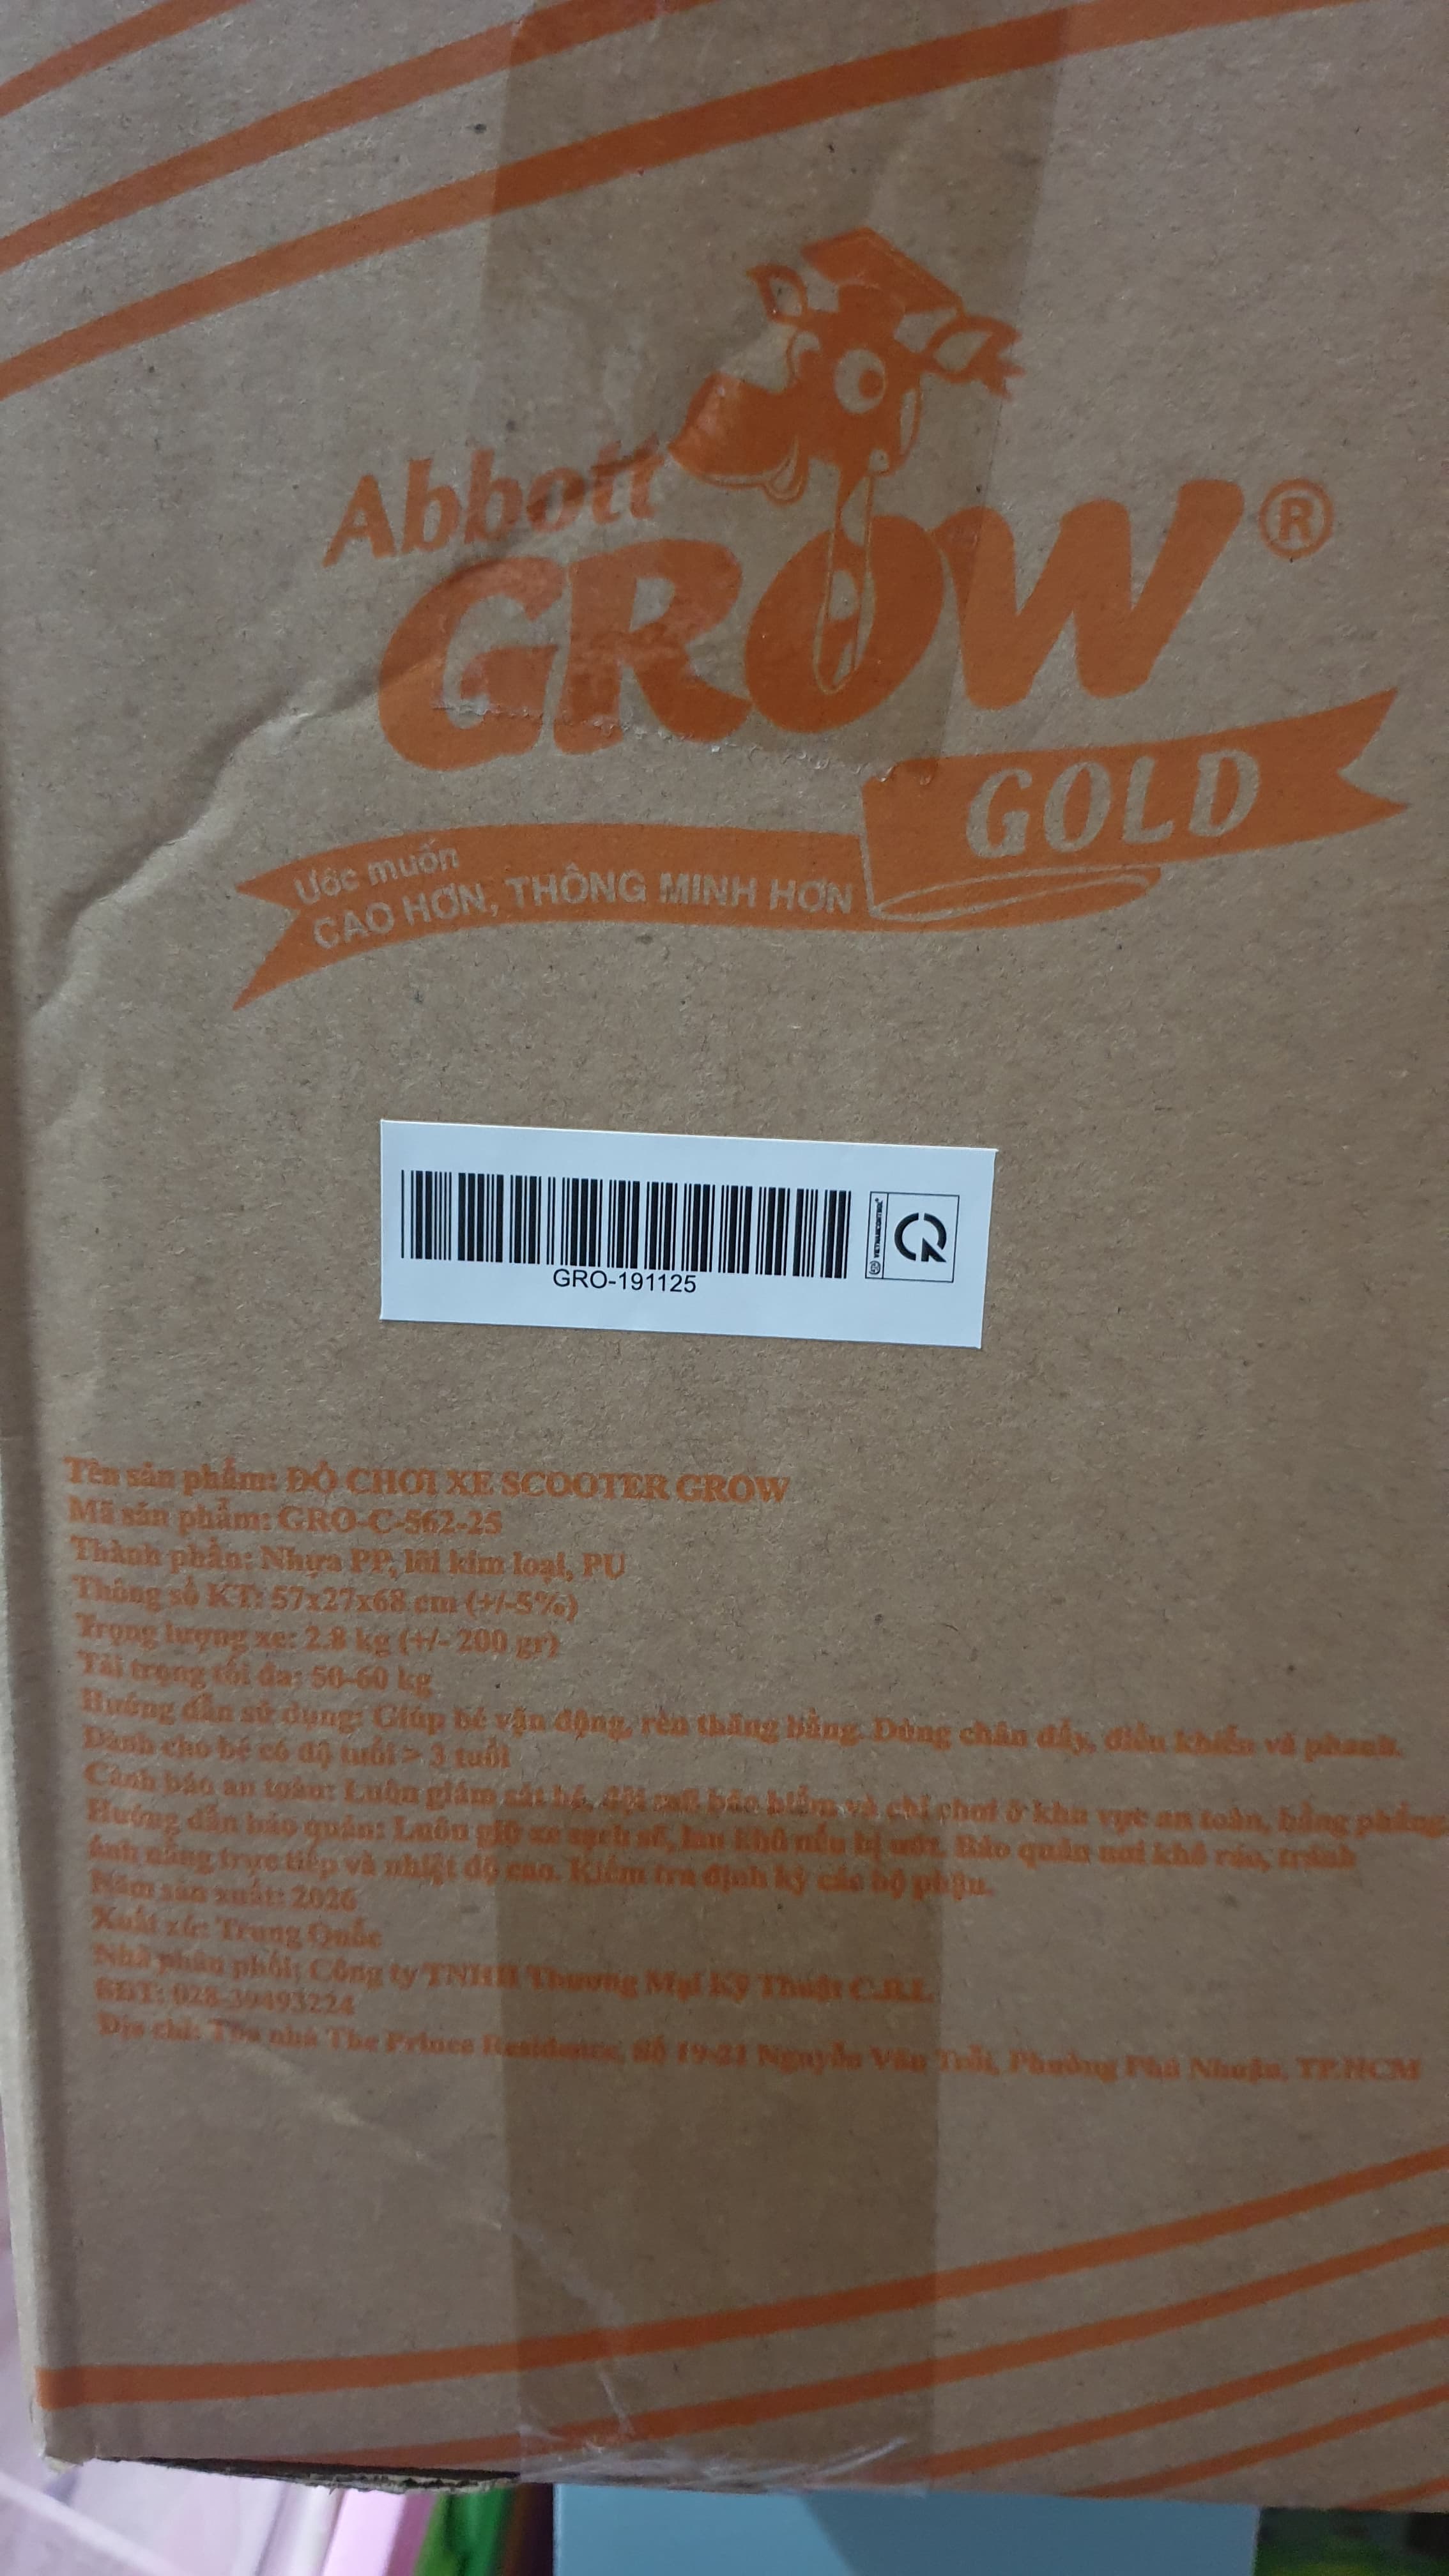 Abbott
GROW®
GOLD
Ước muốn
CAO HƠN, THÔNG MINH HƠN
VIETNAMCONTROL
GRO-191125
Tên sản phẩm: ĐỒ CHƠI XE SCOOTER GROW
Mã sản phẩm: GRO-C-S62-25
Thành phần: Nhựa PP, lõi kim loại, PU
Thông số KT: 57x27x68 cm (+/-5%)
Trọng lượng xe: 2.8 kg (+/- 200 gr)
Tải trọng tối đa: 50-60 kg
Hướng dẫn sử dụng: Giúp bé vận động, rèn thăng bằng. Dùng chân đẩy, điều khiển và phanh.
Dành cho bé có độ tuổi > 3 tuổi
Cảnh báo an toàn: Luôn giám sát bé, đội mũ bảo hiểm và chỉ chơi ở khu vực an toàn, bằng phẳng.
Hướng dẫn bảo quản: Luôn giữ xe sạch sẽ, lau khô nếu bị ướt. Bảo quản nơi khô ráo, tránh
ánh nắng trực tiếp và nhiệt độ cao. Kiểm tra định kỳ các bộ phận.
Năm sản xuất: 2026
Xuất xứ: Trung Quốc
Nhà phân phối: Công ty TNHH Thương Mại Kỹ Thuật C.R.I.
SĐT: 028-39493224
Địa chỉ: Tòa nhà The Prince Residence, Số 19-21 Nguyễn Văn Trỗi, Phường Phú Nhuận, TP.HCM